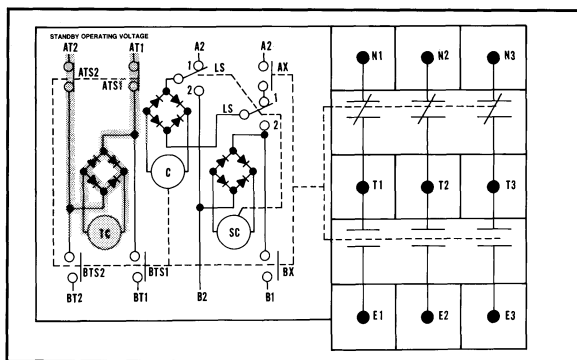 STANDBY OPERATING VOLTAGE
AT2 AT1 A2 A2
ATS2 ATS1 1 LS AX
2 LS 1
2
C
TC SC
BTS2 BTS1 BX
BT2 BT1 B2 B1
N1 N2 N3
T1 T2 T3
E1 E2 E3